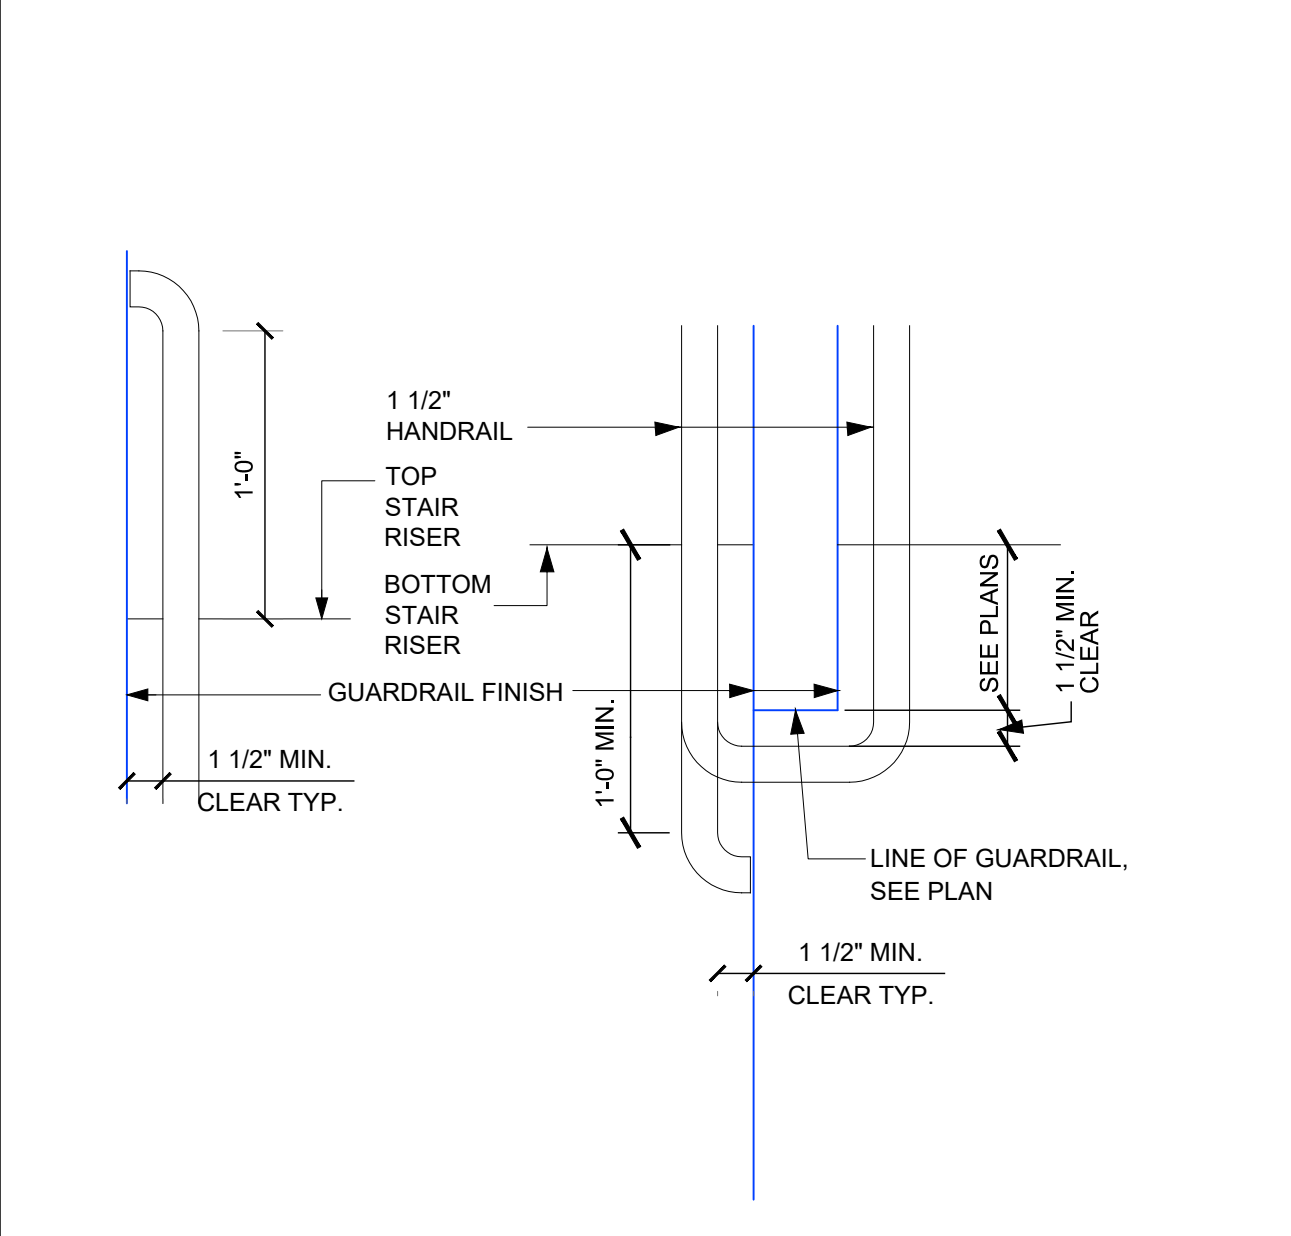 1 1/2"
HANDRAIL
1'-0"
TOP
STAIR
RISER
BOTTOM
STAIR
RISER
SEE PLANS
1 1/2" MIN.
CLEAR
GUARDRAIL FINISH
1'-0" MIN.
1 1/2" MIN.
CLEAR TYP.
LINE OF GUARDRAIL,
SEE PLAN
1 1/2" MIN.
CLEAR TYP.